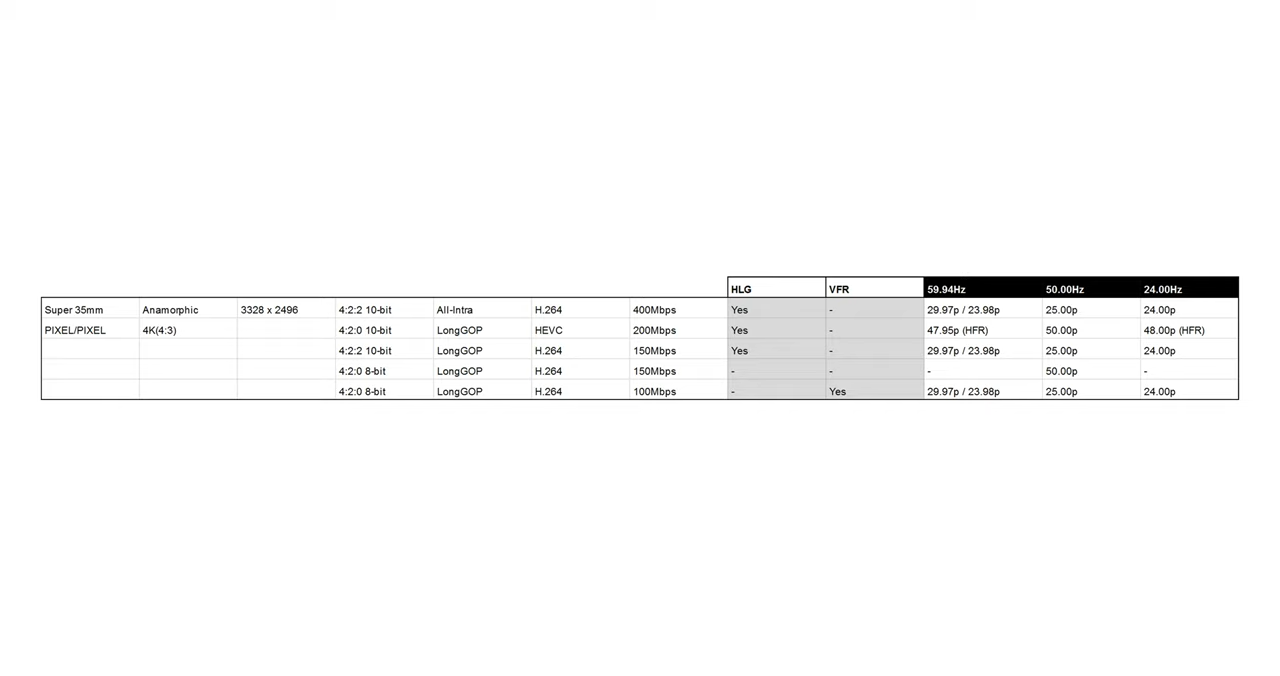 HLG VFR 59.94Hz 50.00Hz 24.00Hz
Super 35mm Anamorphic 3328 x 2496 4:2:2 10-bit All-Intra H.264 400Mbps Yes - 29.97p / 23.98p 25.00p 24.00p
PIXEL/PIXEL 4K(4:3) 4:2:0 10-bit LongGOP HEVC 200Mbps Yes - 47.95p (HFR) 50.00p 48.00p (HFR)
4:2:2 10-bit LongGOP H.264 150Mbps Yes - 29.97p / 23.98p 25.00p 24.00p
4:2:0 8-bit LongGOP H.264 150Mbps - - - 50.00p -
4:2:0 8-bit LongGOP H.264 100Mbps - Yes 29.97p / 23.98p 25.00p 24.00p